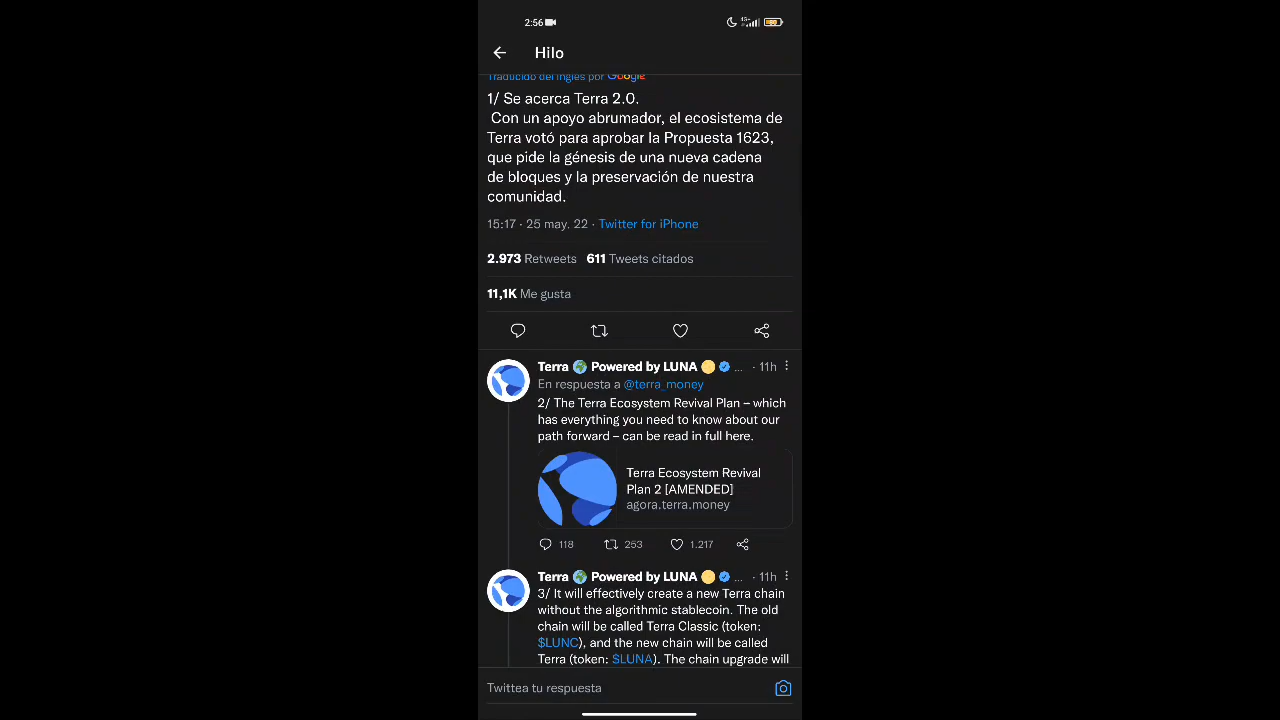 2:56
Hilo
Traducido del inglés por Google
1/ Se acerca Terra 2.0.
Con un apoyo abrumador, el ecosistema de
Terra votó para aprobar la Propuesta 1623,
que pide la génesis de una nueva cadena
de bloques y la preservación de nuestra
comunidad.
15:17 · 25 may. 22 · Twitter for iPhone
2.973 Retweets 611 Tweets citados
11,1K Me gusta
Terra 🌍 Powered by LUNA 🌕 ... · 11h
En respuesta a @terra_money
2/ The Terra Ecosystem Revival Plan – which
has everything you need to know about our
path forward – can be read in full here.
Terra Ecosystem Revival
Plan 2 [AMENDED]
agora.terra.money
118 253 1.217
Terra 🌍 Powered by LUNA 🌕 ... · 11h
3/ It will effectively create a new Terra chain
without the algorithmic stablecoin. The old
chain will be called Terra Classic (token:
$LUNC), and the new chain will be called
Terra (token: $LUNA). The chain upgrade will
Twittea tu respuesta